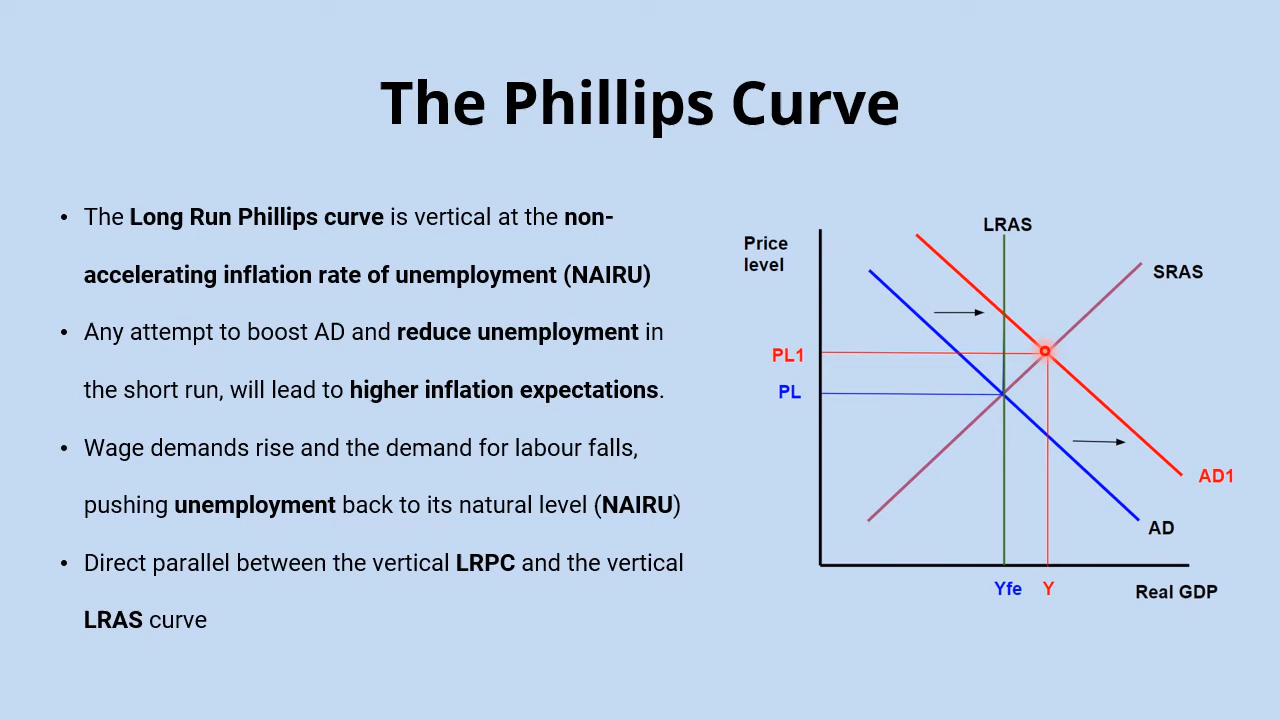 The Phillips Curve
• The Long Run Phillips curve is vertical at the non-
accelerating inflation rate of unemployment (NAIRU)
• Any attempt to boost AD and reduce unemployment in
the short run, will lead to higher inflation expectations.
• Wage demands rise and the demand for labour falls,
pushing unemployment back to its natural level (NAIRU)
• Direct parallel between the vertical LRPC and the vertical
LRAS curve
Price
level
LRAS
SRAS
PL1
PL
AD1
AD
Yfe
Y
Real GDP